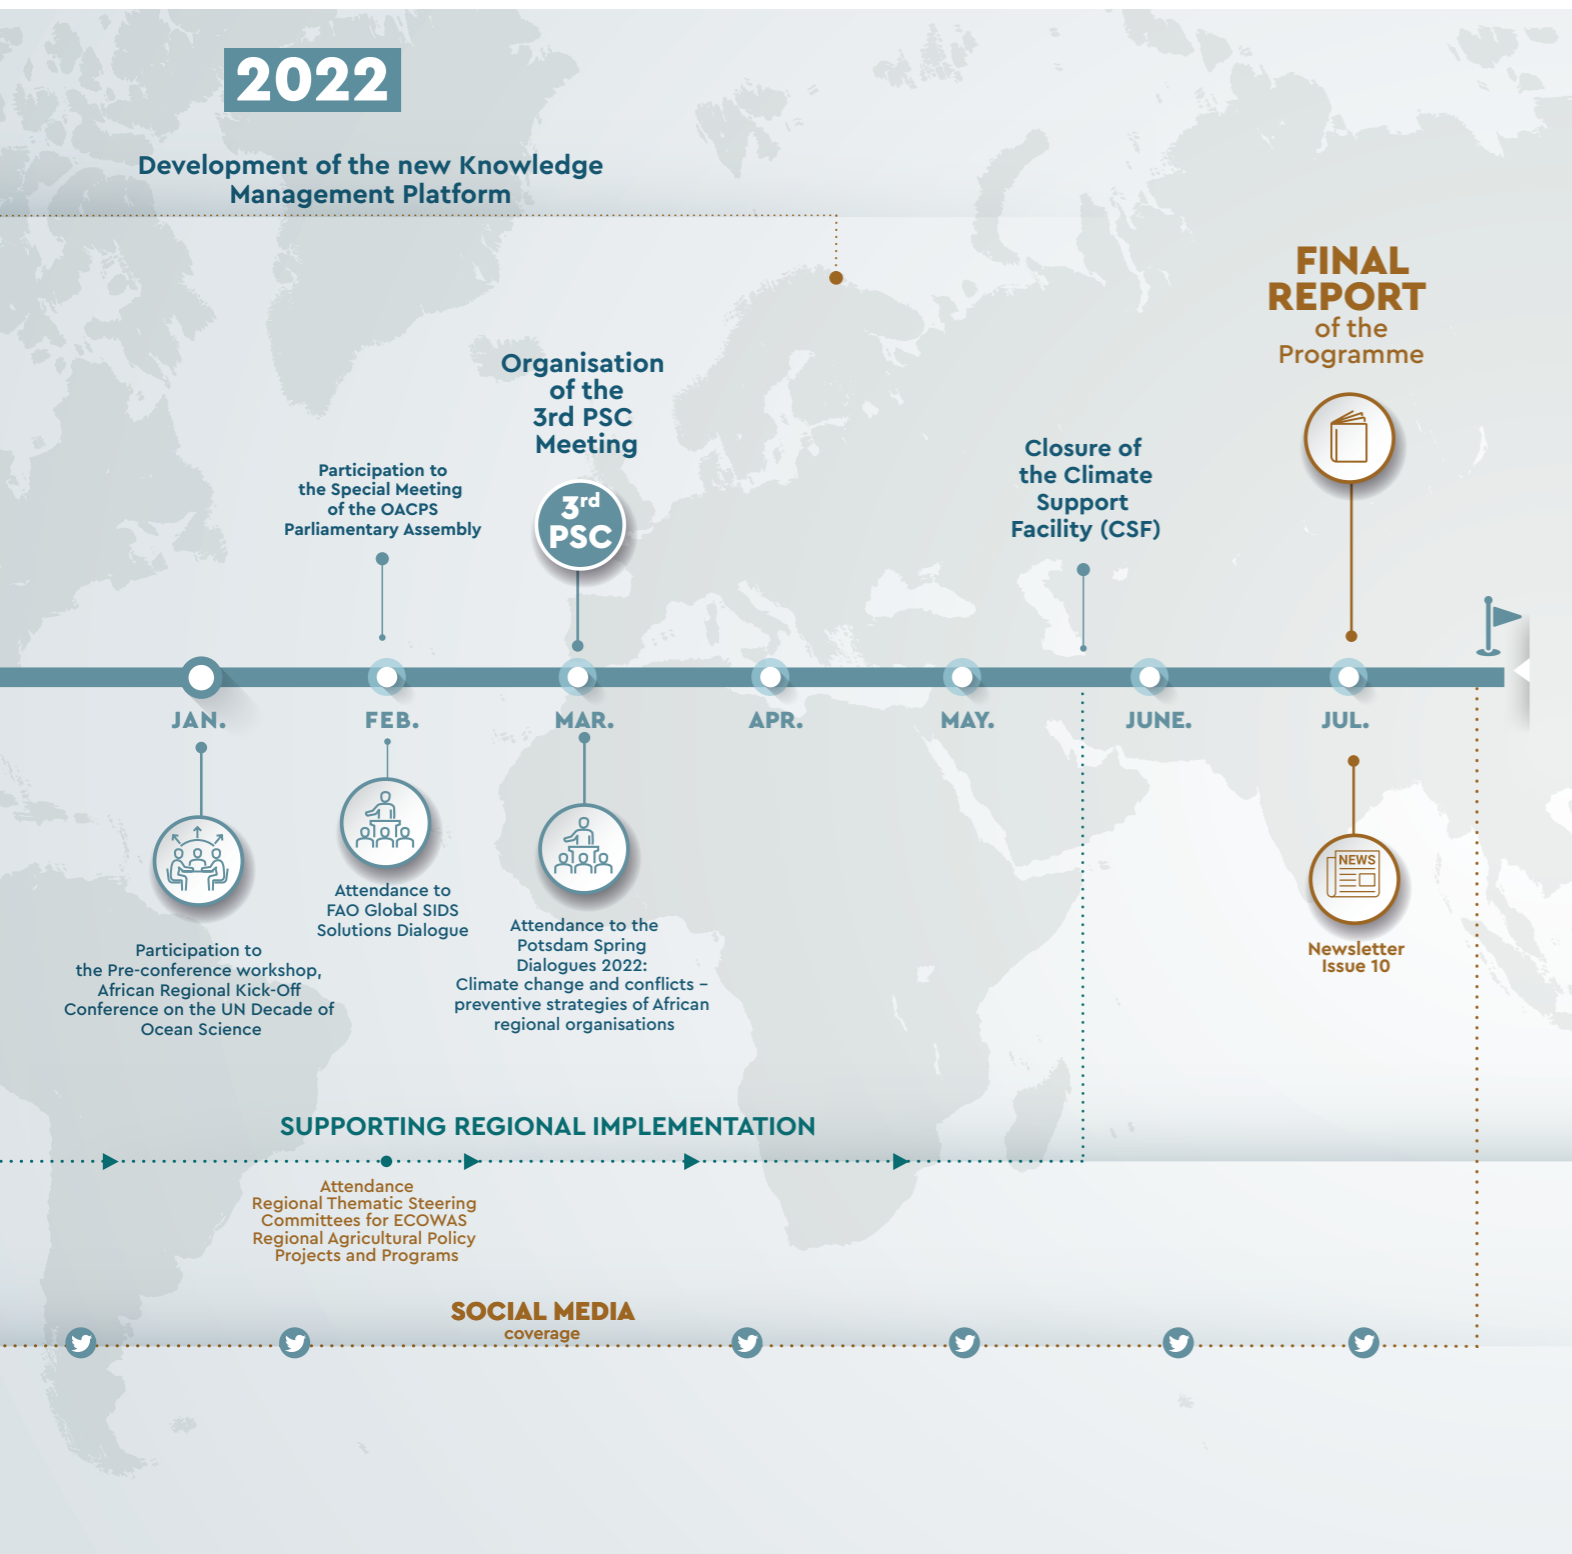 2022
Development of the new Knowledge
Management Platform
FINAL
REPORT
of the
Programme
Organisation
of the
3rd PSC
Meeting
3rd
PSC
Participation to
the Special Meeting
of the OACPS
Parliamentary Assembly
Closure of
the Climate
Support
Facility (CSF)
JAN.
FEB.
MAR.
APR.
MAY.
JUNE.
JUL.
Participation to
the Pre-conference workshop,
African Regional Kick-Off
Conference on the UN Decade of
Ocean Science
Attendance to
FAO Global SIDS
Solutions Dialogue
Attendance to the
Potsdam Spring
Dialogues 2022:
Climate change and conflicts –
preventive strategies of African
regional organisations
NEWS
Newsletter
Issue 10
SUPPORTING REGIONAL IMPLEMENTATION
Attendance
Regional Thematic Steering
Committees for ECOWAS
Regional Agricultural Policy
Projects and Programs
SOCIAL MEDIA
coverage